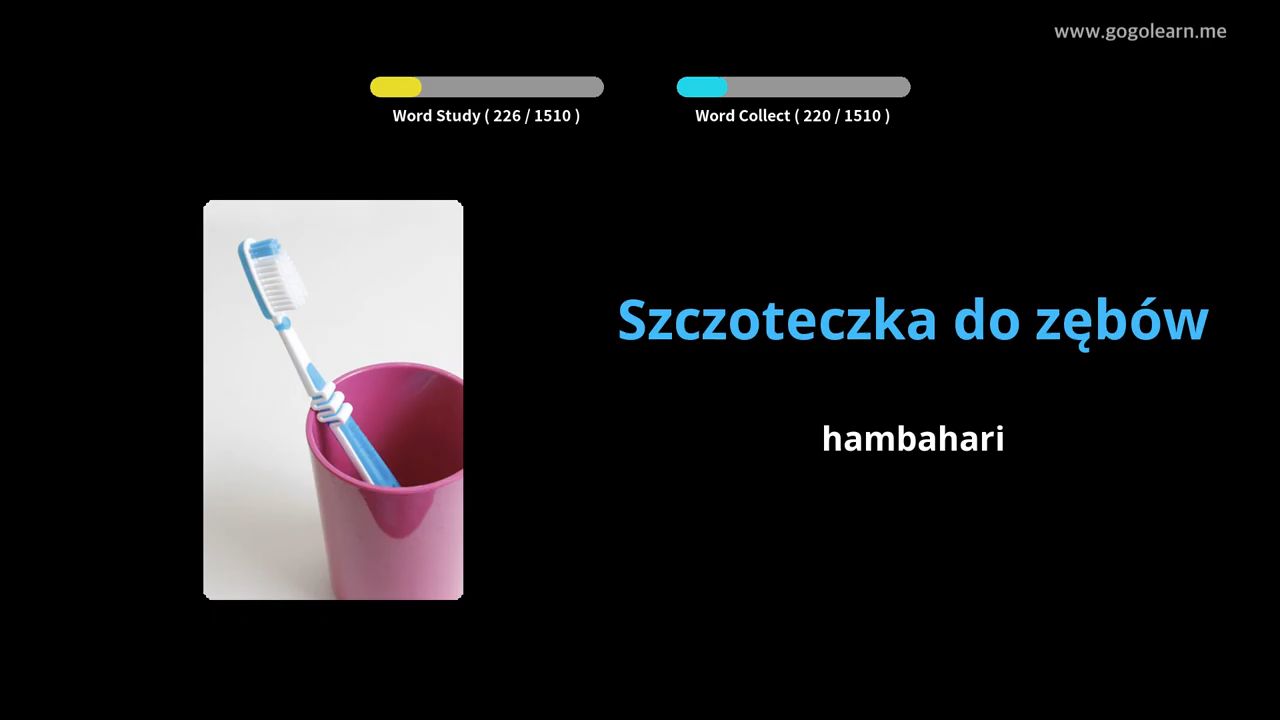 www.gogolearn.me
Word Study ( 226 / 1510 )
Word Collect ( 220 / 1510 )
Szczoteczka do zębów
hambahari